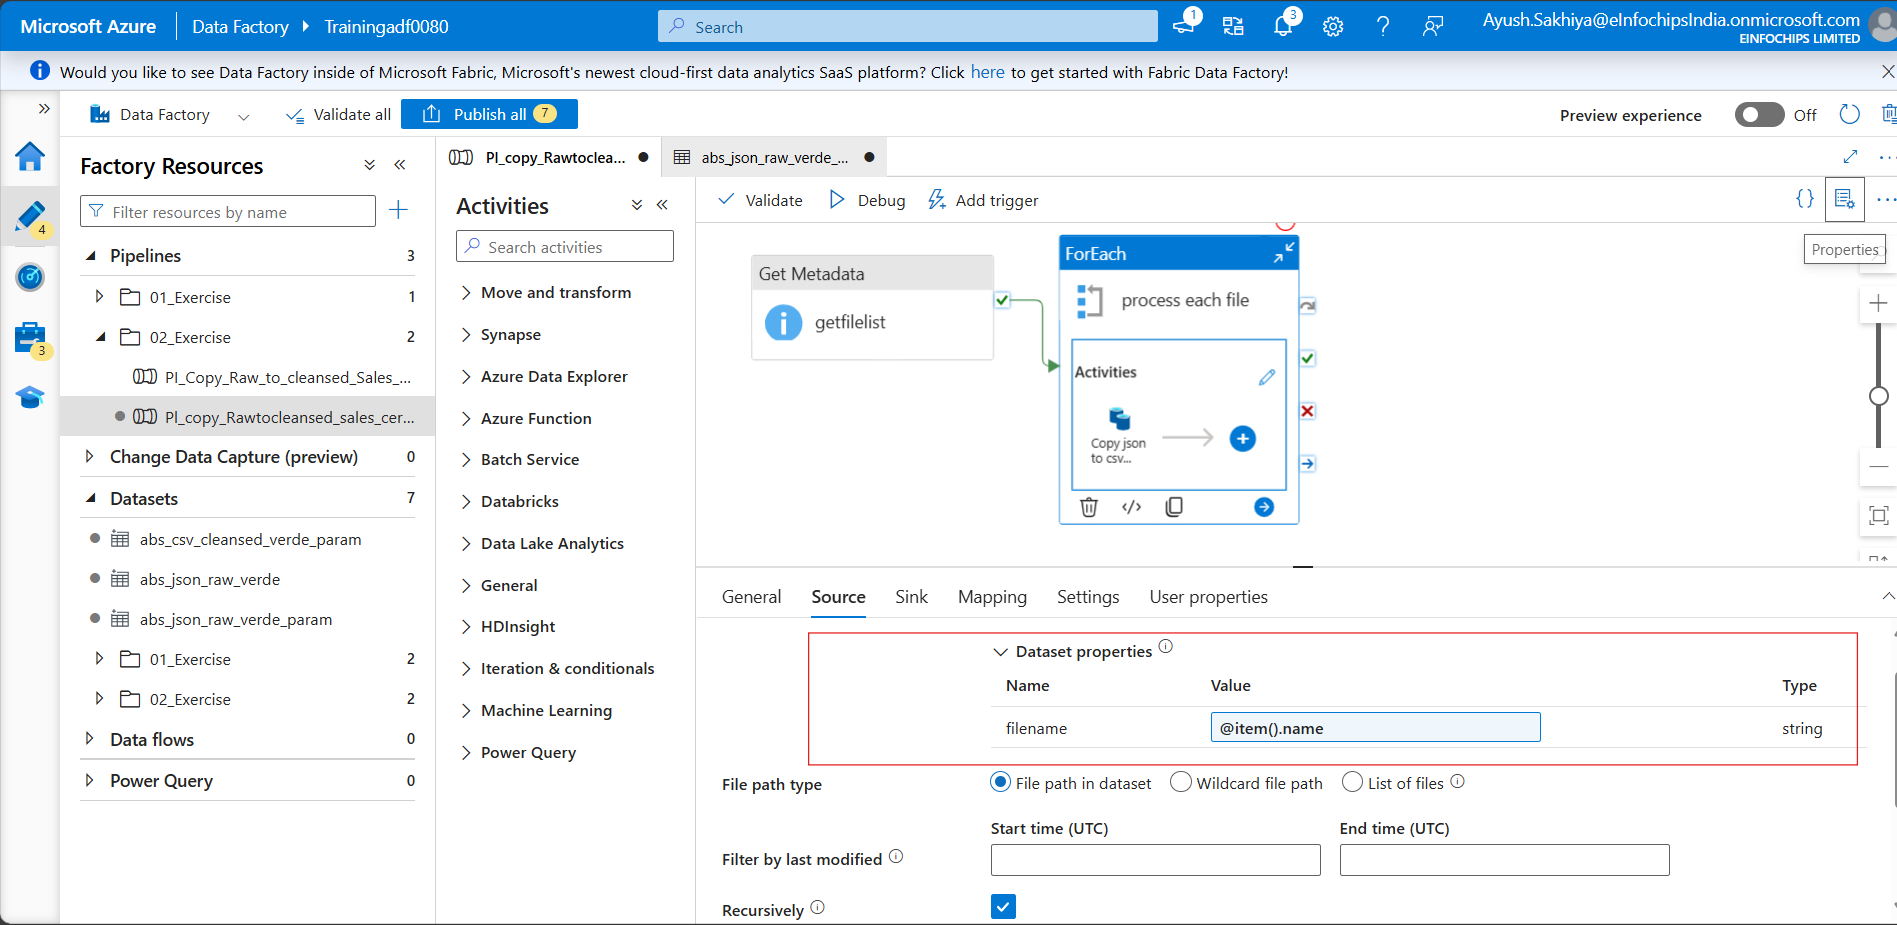 Microsoft Azure
Data Factory
Trainingadf0080
Search
1
3
Ayush.Sakhiya@eInfochipsIndia.onmicrosoft.com
EINFOCHIPS LIMITED
Would you like to see Data Factory inside of Microsoft Fabric, Microsoft's newest cloud-first data analytics SaaS platform? Click here to get started with Fabric Data Factory!
Data Factory
Validate all
Publish all 7
Preview experience
Off
4
3
Factory Resources
Filter resources by name
Pipelines 3
01_Exercise 1
02_Exercise 2
Pl_Copy_Raw_to_cleansed_Sales_...
Pl_copy_Rawtocleansed_sales_cer...
Change Data Capture (preview) 0
Datasets 7
abs_csv_cleansed_verde_param
abs_json_raw_verde
abs_json_raw_verde_param
01_Exercise 2
02_Exercise 2
Data flows 0
Power Query 0
Pl_copy_Rawtoclea...
abs_json_raw_verde_...
Activities
Search activities
Move and transform
Synapse
Azure Data Explorer
Azure Function
Batch Service
Databricks
Data Lake Analytics
General
HDInsight
Iteration & conditionals
Machine Learning
Power Query
Validate
Debug
Add trigger
Properties
Get Metadata
getfilelist
ForEach
process each file
Activities
Copy json
to csv...
General
Source
Sink
Mapping
Settings
User properties
Dataset properties
Name Value Type
filename @item().name string
File path type
File path in dataset
Wildcard file path
List of files
Start time (UTC)
End time (UTC)
Filter by last modified
Recursively